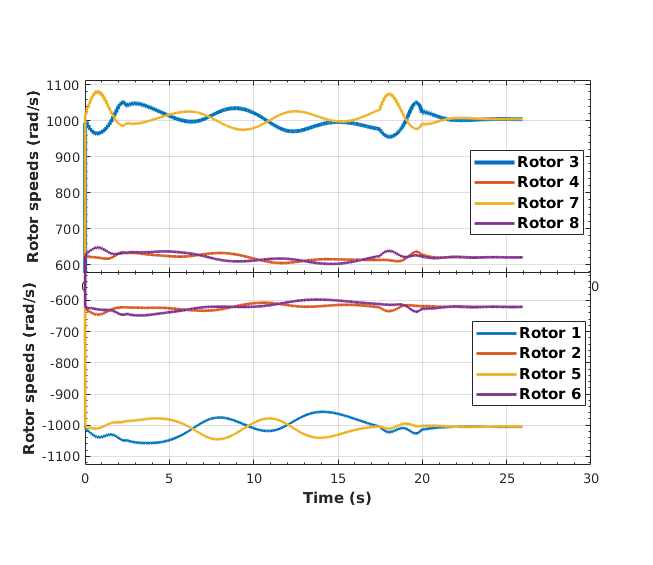 1100
1000
900
800
700
600
Rotor speeds (rad/s)
Rotor 3
Rotor 4
Rotor 7
Rotor 8
0
0
-600
-700
-800
-900
-1000
-1100
Rotor speeds (rad/s)
Rotor 1
Rotor 2
Rotor 5
Rotor 6
0 5 10 15 20 25 30
Time (s)